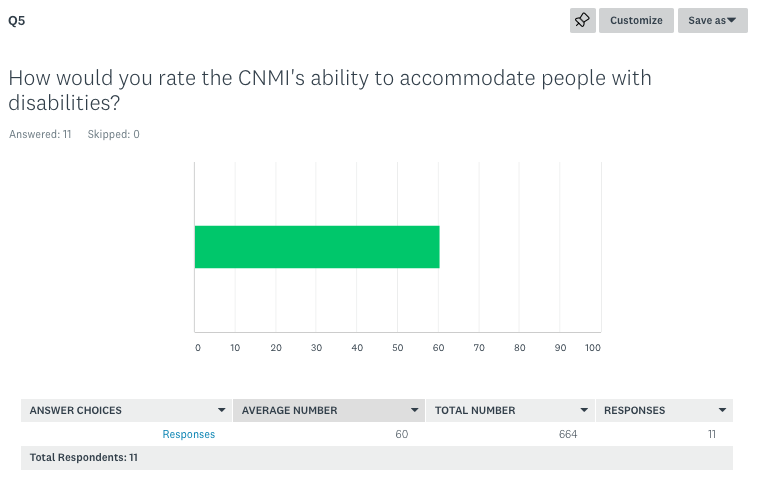 Q5
Customize
Save as
How would you rate the CNMI's ability to accommodate people with
disabilities?
Answered: 11 Skipped: 0
0 10 20 30 40 50 60 70 80 90 100
ANSWER CHOICES AVERAGE NUMBER TOTAL NUMBER RESPONSES
Responses 60 664 11
Total Respondents: 11